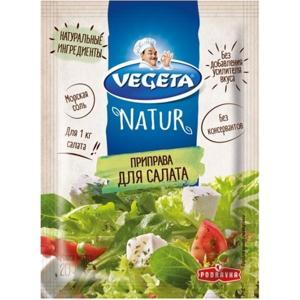 НАТУРАЛЬНЫЕ
ИНГРЕДИЕНТЫ
VEGETA
Без
добавления
усилителя
вкуса
Морская
соль
NATUR
Для 1 кг
салата
Без
консервантов
ПРИПРАВА
ДЛЯ САЛАТА
20
PODRAVKA